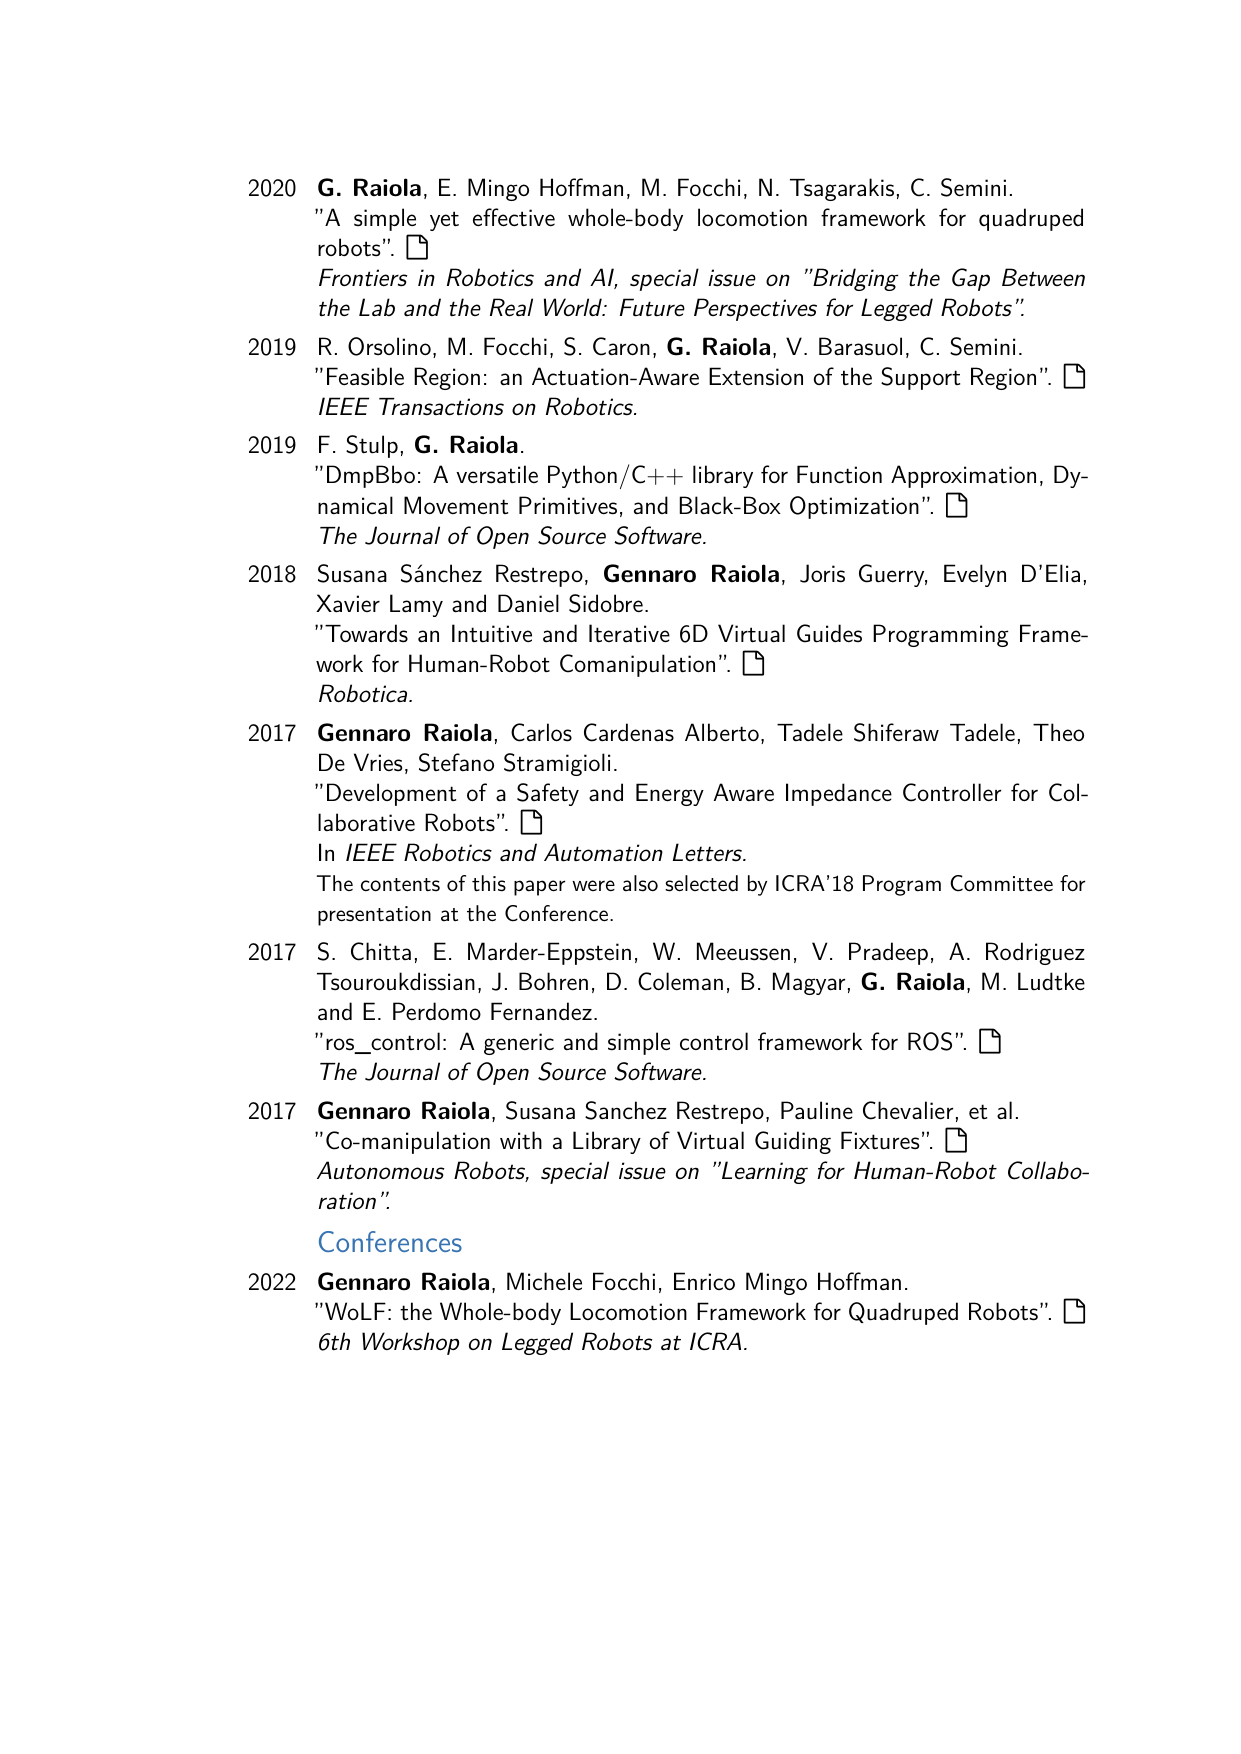 2020 G. Raiola, E. Mingo Hoffman, M. Focchi, N. Tsagarakis, C. Semini.
”A simple yet effective whole-body locomotion framework for quadruped
robots”.
Frontiers in Robotics and AI, special issue on ”Bridging the Gap Between
the Lab and the Real World: Future Perspectives for Legged Robots”.
2019 R. Orsolino, M. Focchi, S. Caron, G. Raiola, V. Barasuol, C. Semini.
”Feasible Region: an Actuation-Aware Extension of the Support Region”.
IEEE Transactions on Robotics.
2019 F. Stulp, G. Raiola.
”DmpBbo: A versatile Python/C++ library for Function Approximation, Dy-
namical Movement Primitives, and Black-Box Optimization”.
The Journal of Open Source Software.
2018 Susana Sánchez Restrepo, Gennaro Raiola, Joris Guerry, Evelyn D’Elia,
Xavier Lamy and Daniel Sidobre.
”Towards an Intuitive and Iterative 6D Virtual Guides Programming Frame-
work for Human-Robot Comanipulation”.
Robotica.
2017 Gennaro Raiola, Carlos Cardenas Alberto, Tadele Shiferaw Tadele, Theo
De Vries, Stefano Stramigioli.
”Development of a Safety and Energy Aware Impedance Controller for Col-
laborative Robots”.
In IEEE Robotics and Automation Letters.
The contents of this paper were also selected by ICRA’18 Program Committee for
presentation at the Conference.
2017 S. Chitta, E. Marder-Eppstein, W. Meeussen, V. Pradeep, A. Rodriguez
Tsouroukdissian, J. Bohren, D. Coleman, B. Magyar, G. Raiola, M. Ludtke
and E. Perdomo Fernandez.
”ros_control: A generic and simple control framework for ROS”.
The Journal of Open Source Software.
2017 Gennaro Raiola, Susana Sanchez Restrepo, Pauline Chevalier, et al.
”Co-manipulation with a Library of Virtual Guiding Fixtures”.
Autonomous Robots, special issue on ”Learning for Human-Robot Collabo-
ration”.
Conferences
2022 Gennaro Raiola, Michele Focchi, Enrico Mingo Hoffman.
”WoLF: the Whole-body Locomotion Framework for Quadruped Robots”.
6th Workshop on Legged Robots at ICRA.